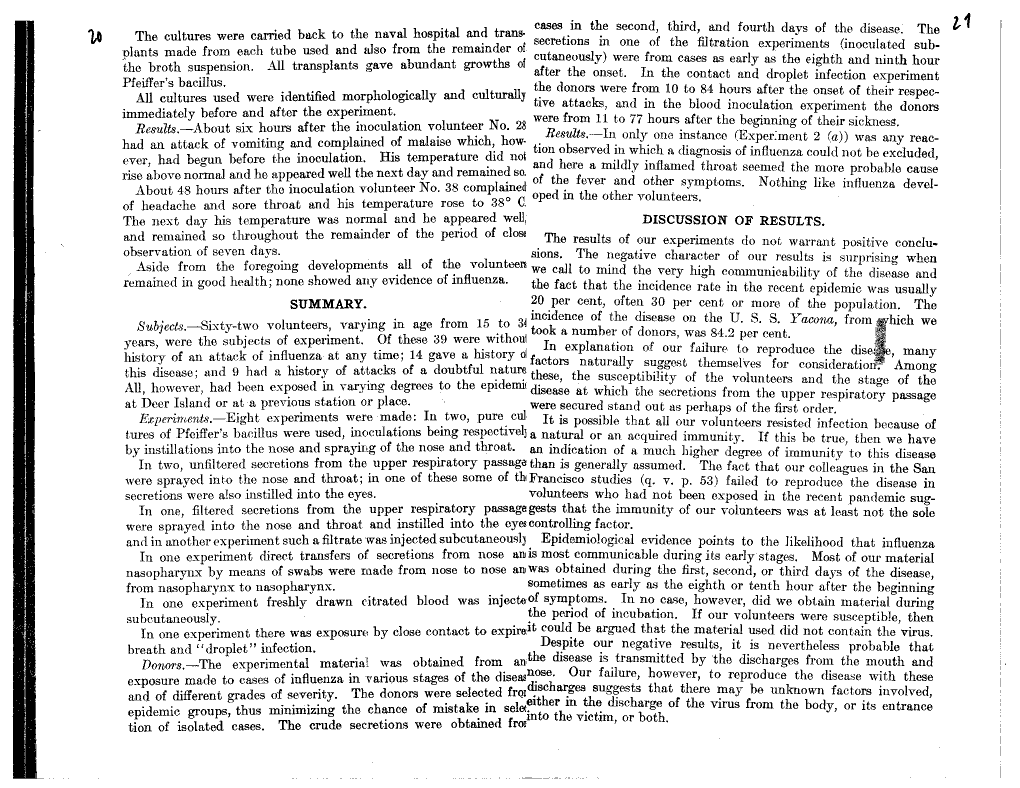 20
The cultures were carried back to the naval hospital and trans-
plants made from each tube used and also from the remainder of
the broth suspension. All transplants gave abundant growths of
Pfeiffer's bacillus.
All cultures used were identified morphologically and culturally
immediately before and after the experiment.
Results.—About six hours after the inoculation volunteer No. 28
had an attack of vomiting and complained of malaise which, how-
ever, had begun before the inoculation. His temperature did not
rise above normal and he appeared well the next day and remained so.
About 48 hours after the inoculation volunteer No. 38 complained
of headache and sore throat and his temperature rose to 38° C.
The next day his temperature was normal and he appeared well,
and remained so throughout the remainder of the period of close
observation of seven days.
Aside from the foregoing developments all of the volunteers
remained in good health; none showed any evidence of influenza.
SUMMARY.
Subjects.—Sixty-two volunteers, varying in age from 15 to 34
years, were the subjects of experiment. Of these 39 were without
history of an attack of influenza at any time; 14 gave a history o
this disease; and 9 had a history of attacks of a doubtful nature
All, however, had been exposed in varying degrees to the epidemi
at Deer Island or at a previous station or place.
Experiments.—Eight experiments were made: In two, pure cul
tures of Pfeiffer's bacillus were used, inoculations being respectively
by instillations into the nose and spraying of the nose and throat.
In two, unfiltered secretions from the upper respiratory passage
were sprayed into the nose and throat; in one of these some of th
secretions were also instilled into the eyes.
In one, filtered secretions from the upper respiratory passage
were sprayed into the nose and throat and instilled into the eyes
and in another experiment such a filtrate was injected subcutaneously
In one experiment direct transfers of secretions from nose an
nasopharynx by means of swabs were made from nose to nose an
from nasopharynx to nasopharynx.
In one experiment freshly drawn citrated blood was injecte
subcutaneously.
In one experiment there was exposure by close contact to expire
breath and "droplet" infection.
Donors.—The experimental material was obtained from an
exposure made to cases of influenza in various stages of the diseas
and of different grades of severity. The donors were selected fro
epidemic groups, thus minimizing the chance of mistake in sele
tion of isolated cases. The crude secretions were obtained fro
21
cases in the second, third, and fourth days of the disease. The
secretions in one of the filtration experiments (inoculated sub-
cutaneously) were from cases as early as the eighth and ninth hour
after the onset. In the contact and droplet infection experiment
the donors were from 10 to 84 hours after the onset of their respec-
tive attacks, and in the blood inoculation experiment the donors
were from 11 to 77 hours after the beginning of their sickness.
Results.—In only one instance (Experiment 2 (a)) was any reac-
tion observed in which a diagnosis of influenza could not be excluded,
and here a mildly inflamed throat seemed the more probable cause
of the fever and other symptoms. Nothing like influenza devel-
oped in the other volunteers.
DISCUSSION OF RESULTS.
The results of our experiments do not warrant positive conclu-
sions. The negative character of our results is surprising when
we call to mind the very high communicability of the disease and
the fact that the incidence rate in the recent epidemic was usually
20 per cent, often 30 per cent or more of the population. The
incidence of the disease on the U. S. S. Yacona, from which we
took a number of donors, was 84.2 per cent.
In explanation of our failure to reproduce the disease, many
factors naturally suggest themselves for consideration. Among
these, the susceptibility of the volunteers and the stage of the
disease at which the secretions from the upper respiratory passage
were secured stand out as perhaps of the first order.
It is possible that all our volunteers resisted infection because of
a natural or an acquired immunity. If this be true, then we have
an indication of a much higher degree of immunity to this disease
than is generally assumed. The fact that our colleagues in the San
Francisco studies (q. v. p. 53) failed to reproduce the disease in
volunteers who had not been exposed in the recent pandemic sug-
gests that the immunity of our volunteers was at least not the sole
controlling factor.
Epidemiological evidence points to the likelihood that influenza
is most communicable during its early stages. Most of our material
was obtained during the first, second, or third days of the disease,
sometimes as early as the eighth or tenth hour after the beginning
of symptoms. In no case, however, did we obtain material during
the period of incubation. If our volunteers were susceptible, then
it could be argued that the material used did not contain the virus.
Despite our negative results, it is nevertheless probable that
the disease is transmitted by the discharges from the mouth and
nose. Our failure, however, to reproduce the disease with these
discharges suggests that there may be unknown factors involved,
either in the discharge of the virus from the body, or its entrance
into the victim, or both.